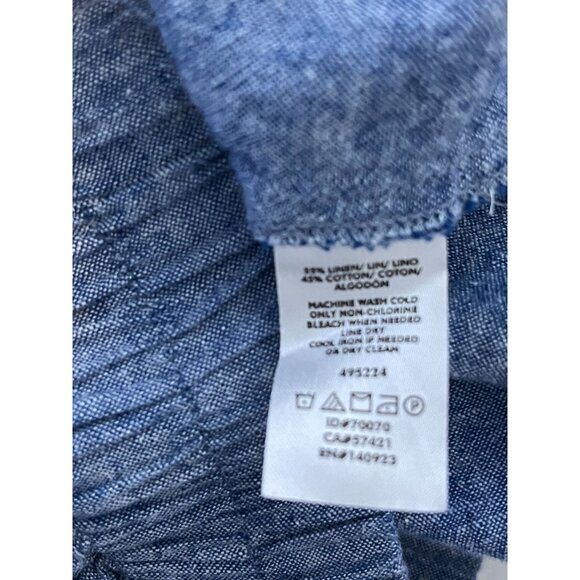 55% LINEN/ LIN/ LINO
45% COTTON/ COTON/
ALGODÓN
MACHINE WASH COLD
ONLY NON-CHLORINE
BLEACH WHEN NEEDED
LINE DRY
COOL IRON IF NEEDED
OR DRY CLEAN
495224
ID#70070
CA#57421
RN#140923